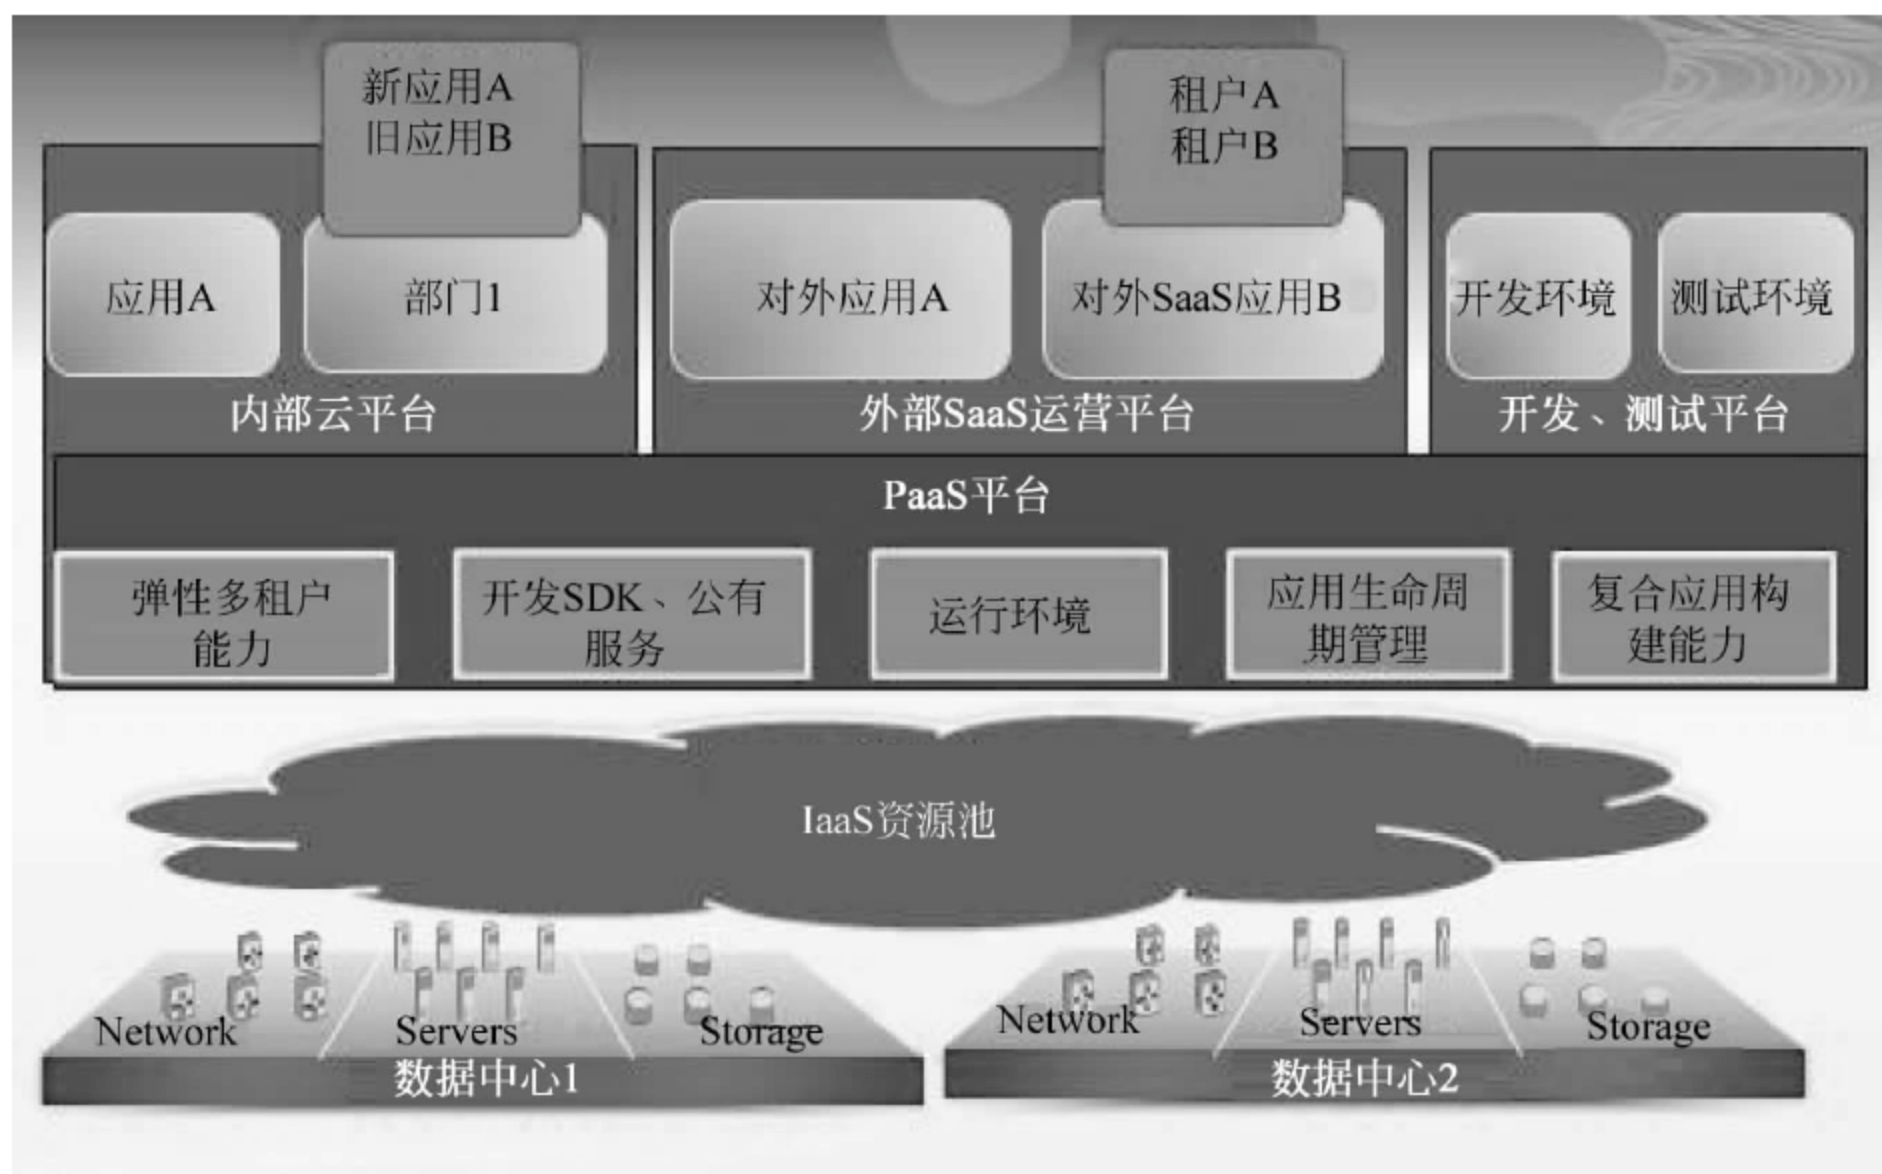 新应用A
旧应用B
租户A
租户B
应用A
部门1
对外应用A
对外SaaS应用B
开发环境
测试环境
内部云平台
外部SaaS运营平台
开发、测试平台
PaaS平台
弹性多租户
能力
开发SDK、公有
服务
运行环境
应用生命周
期管理
复合应用构
建能力
IaaS资源池
Network
Servers
Storage
数据中心1
Network
Servers
Storage
数据中心2